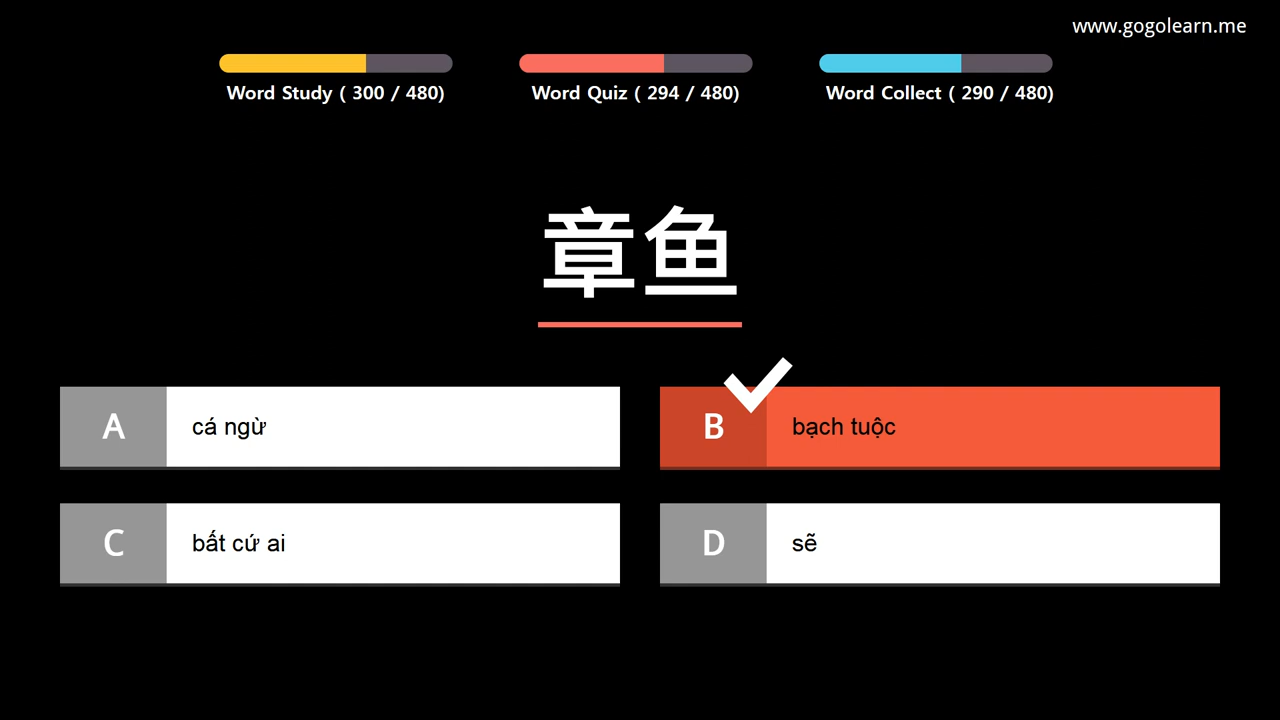 www.gogolearn.me
Word Study ( 300 / 480)
Word Quiz ( 294 / 480)
Word Collect ( 290 / 480)
章鱼
A
cá ngừ
B
bạch tuộc
C
bất cứ ai
D
sẽ